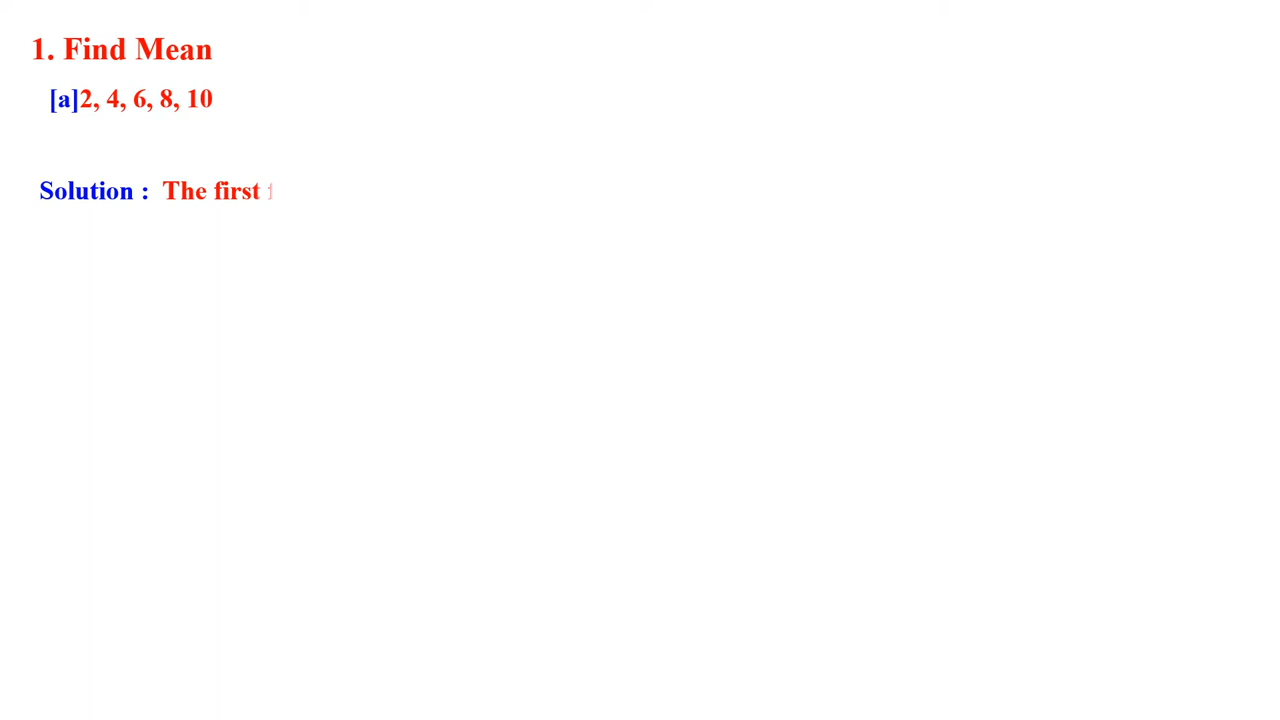 1. Find Mean
[a]2, 4, 6, 8, 10
Solution : The first